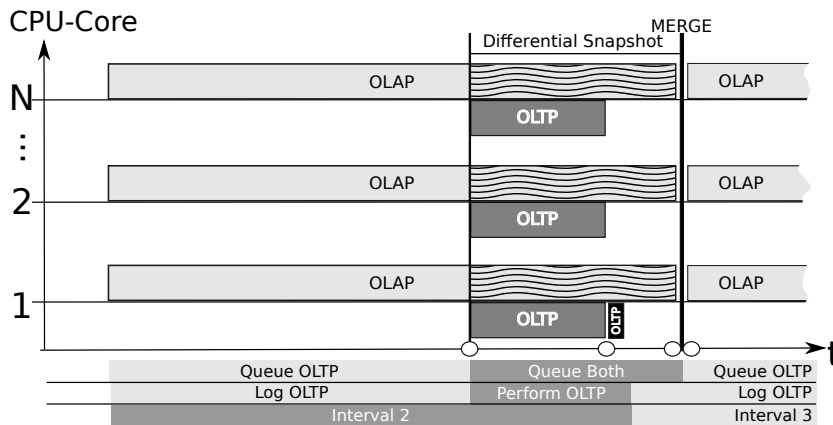 CPU-Core
MERGE
Differential Snapshot
N
OLAP
OLAP
OLTP
...
2
OLAP
OLAP
OLTP
1
OLAP
OLAP
OLTP
OLTP
t
Queue OLTP
Queue Both
Queue OLTP
Log OLTP
Perform OLTP
Log OLTP
Interval 2
Interval 3